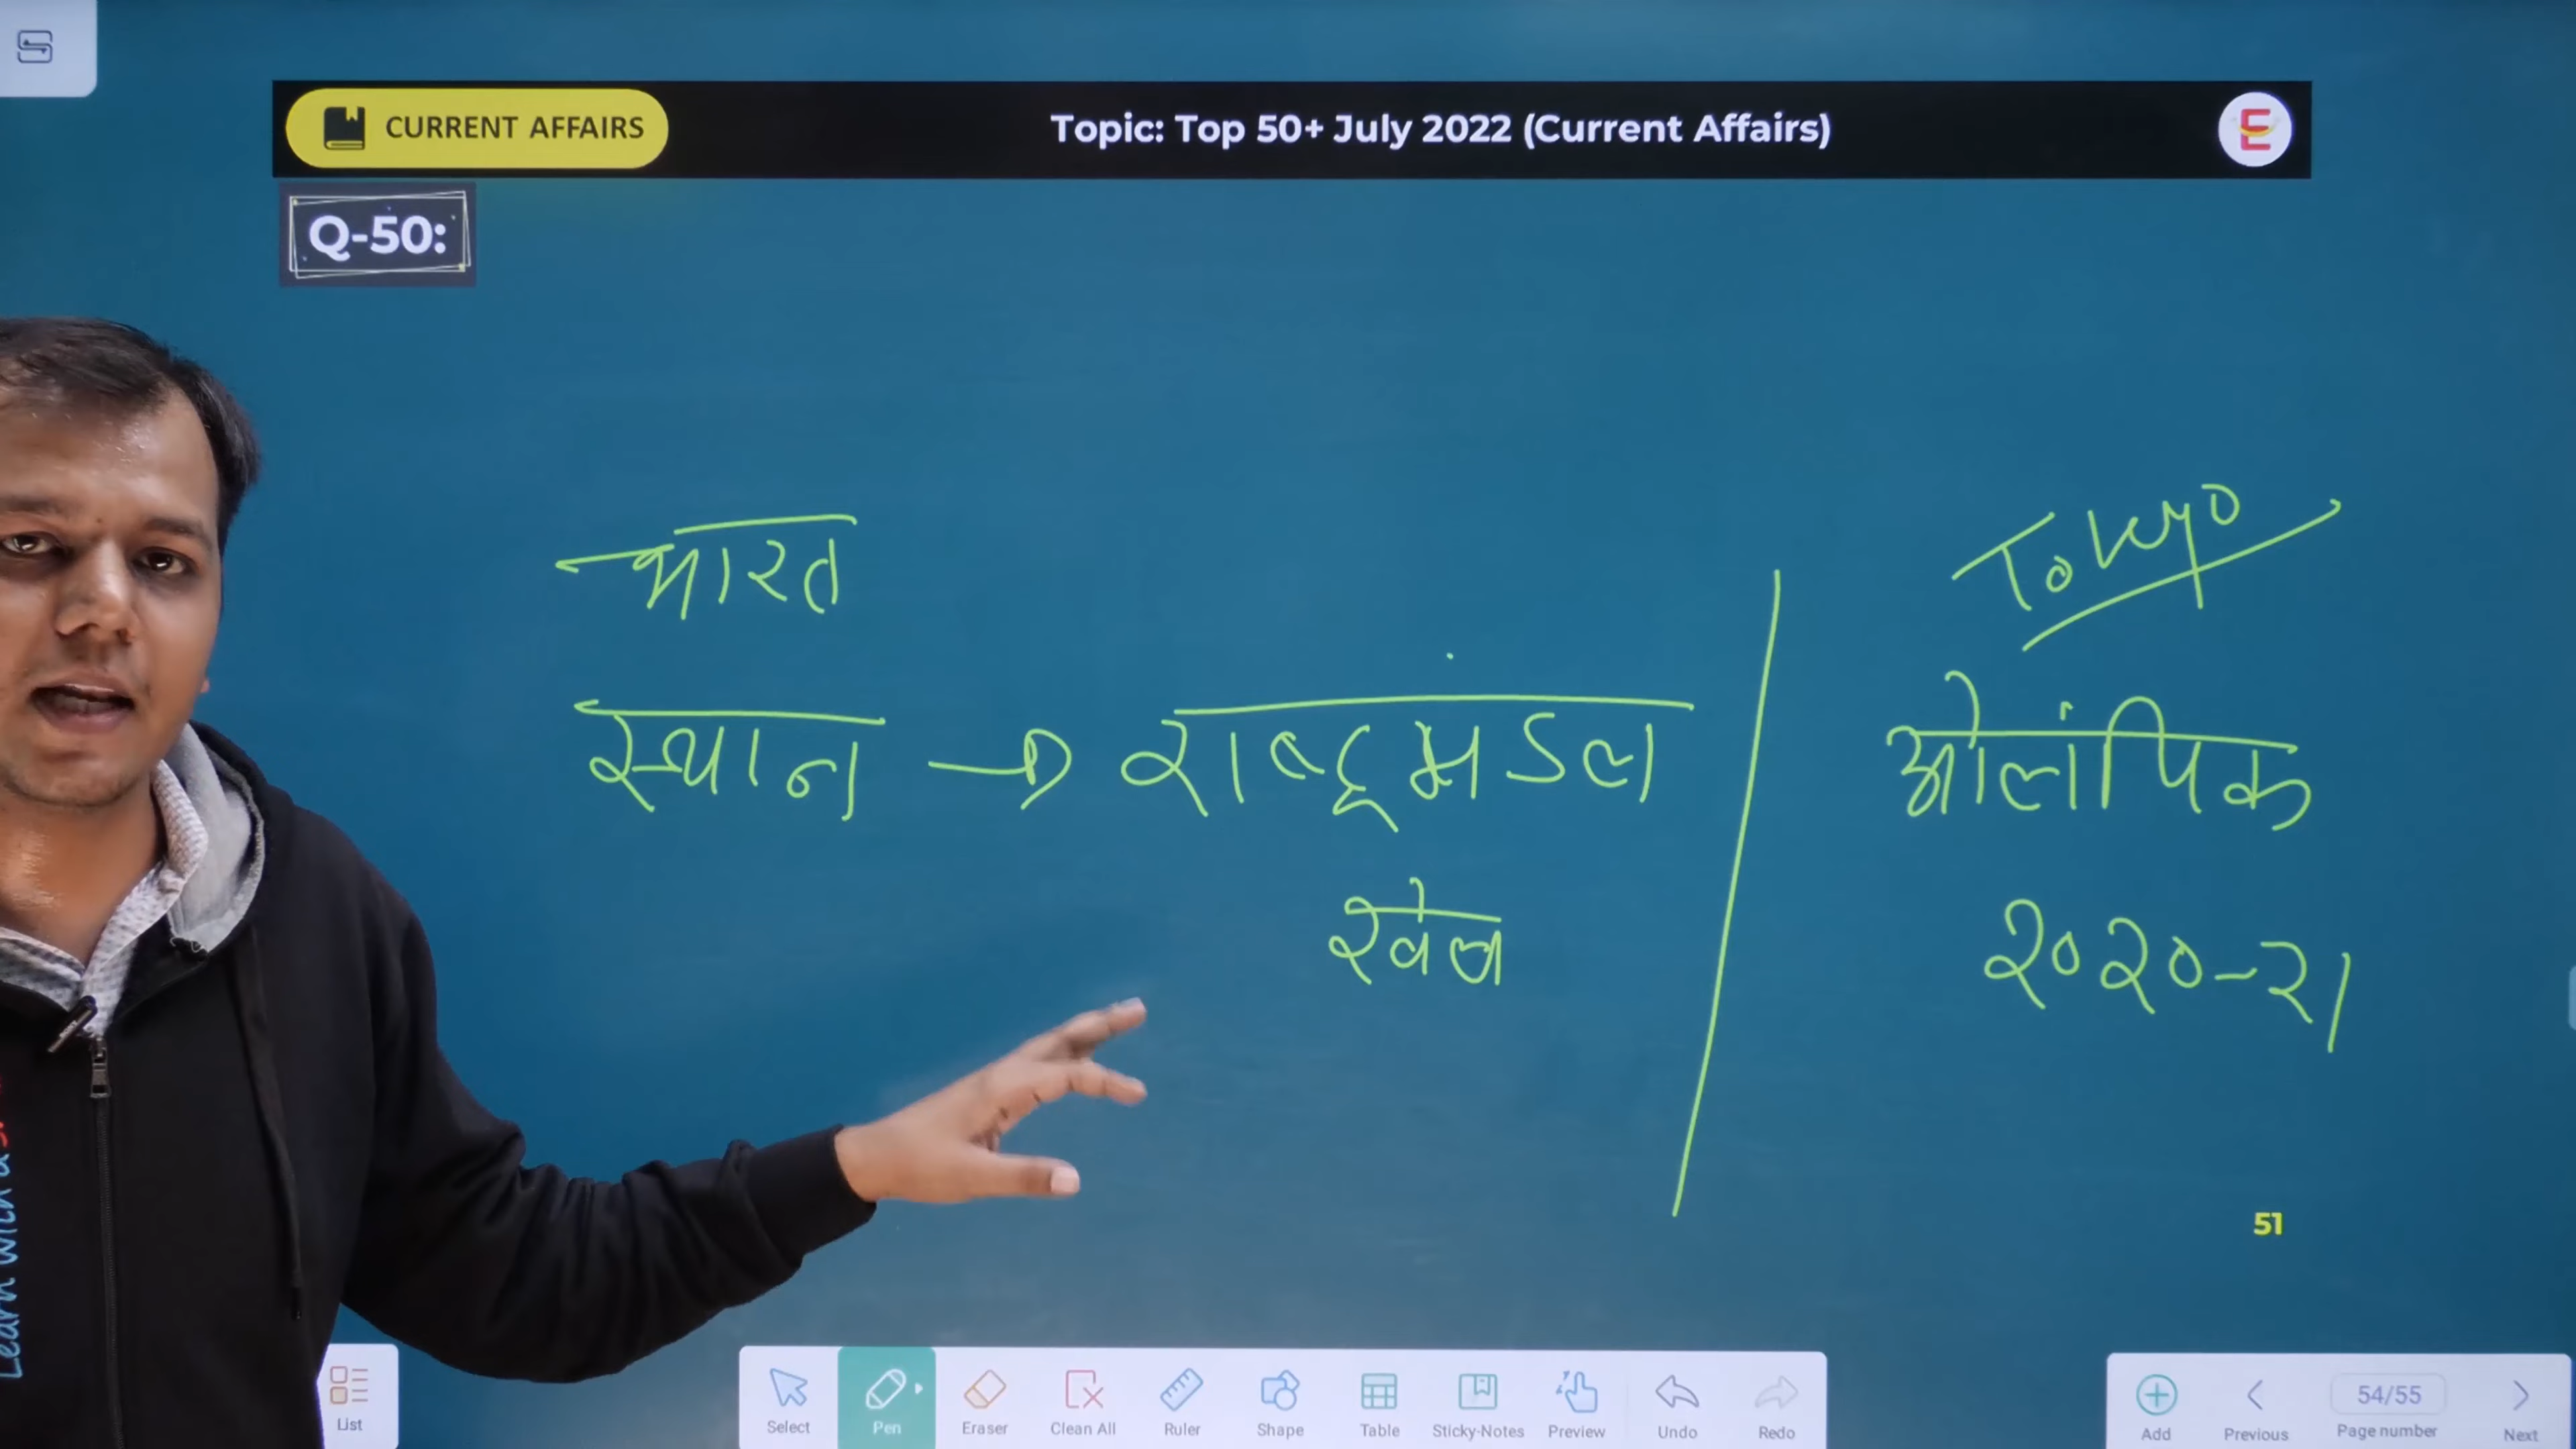 CURRENT AFFAIRS
Topic: Top 50+ July 2022 (Current Affairs)
E
Q-50:
भारत
स्थान → राष्ट्रमंडल
खेल
Tokyo
ओलंपिक
२०२०-२१
51
Learn with a
List
Select
Pen
Eraser
Clean All
Ruler
Shape
Table
Sticky-Notes
Preview
Undo
Redo
Add
Previous
54/55
Page number
Next